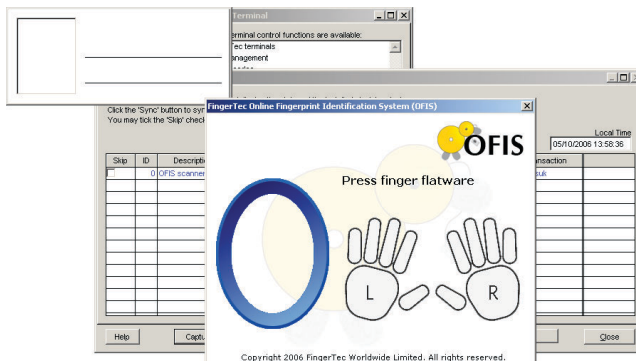 Terminal
erminal control functions are available:
Tec terminals
anagement
Click the 'Sync' button to syn
You may tick the 'Skip' check
FingerTec Online Fingerprint Identification System (OFIS)
OFIS
Local Time
05/10/2006 13:58:36
Skip ID Descripti
0 OFIS scanner
nsaction
suk
Press finger flatware
L R
Help
Captu
Close
Copyright 2006 FingerTec Worldwide Limited. All rights reserved.